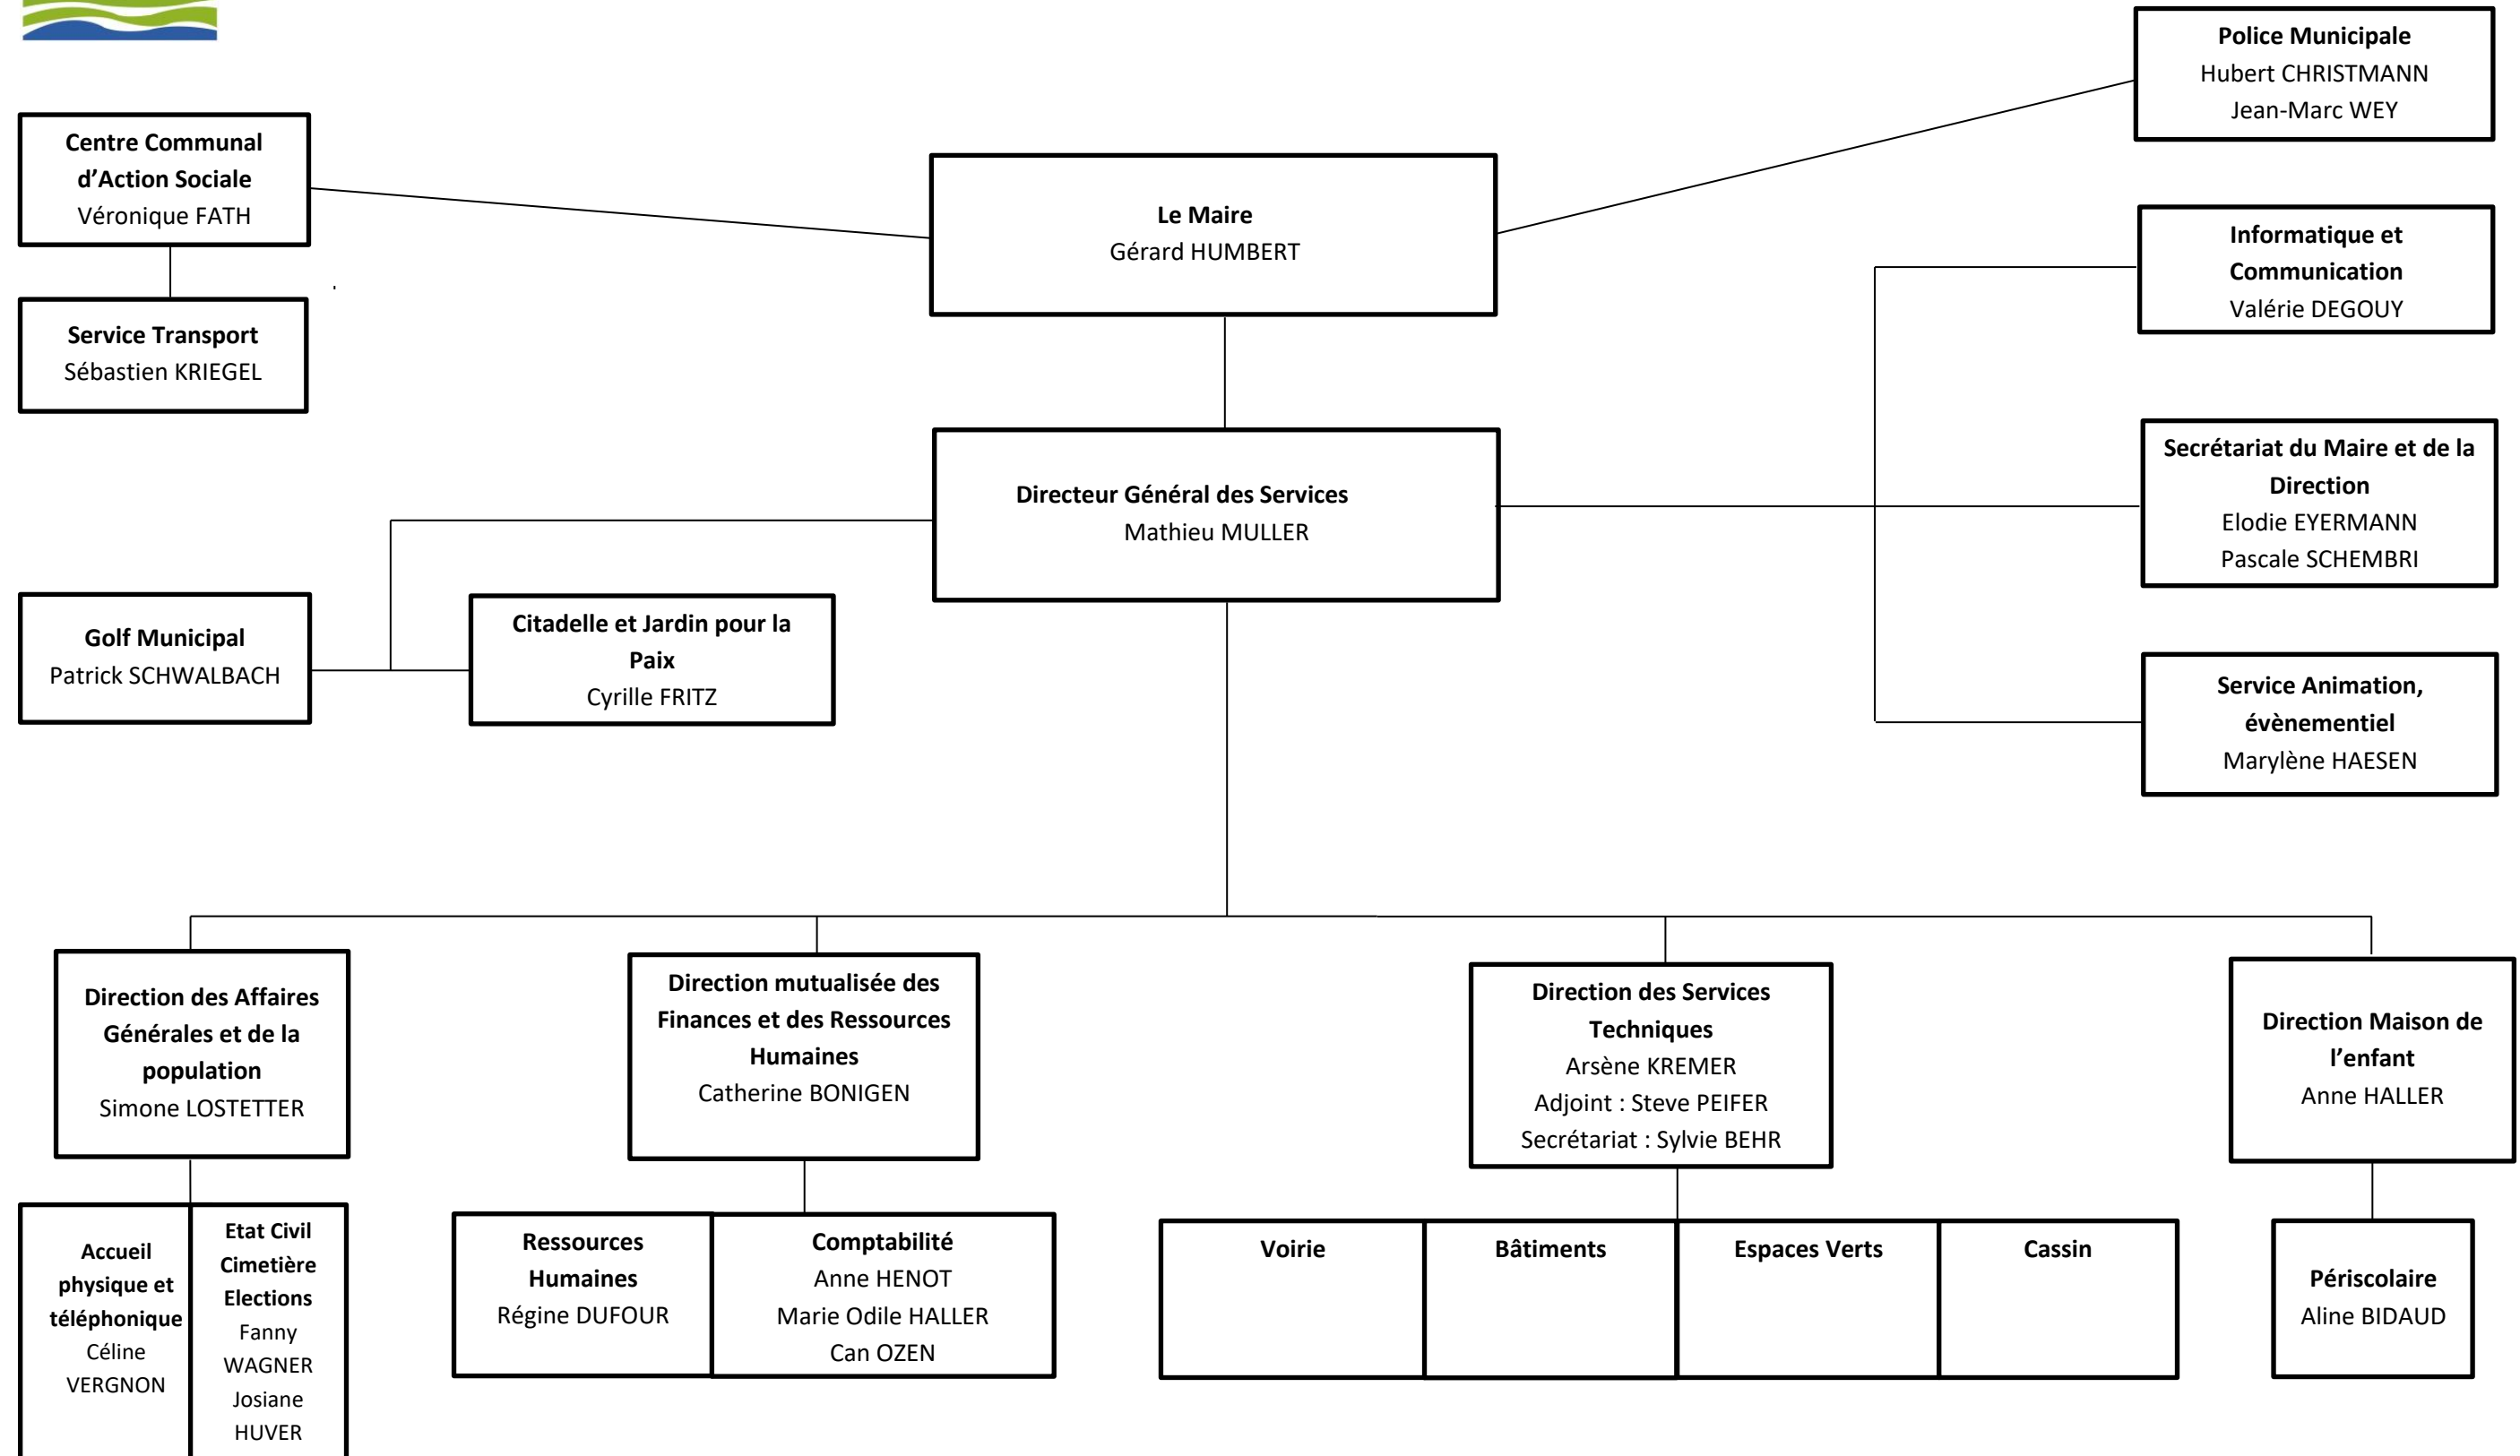 Police Municipale
Hubert CHRISTMANN
Jean-Marc WEY
Centre Communal
d’Action Sociale
Véronique FATH
Le Maire
Gérard HUMBERT
Informatique et
Communication
Valérie DEGOUY
Service Transport
Sébastien KRIEGEL
Directeur Général des Services
Mathieu MULLER
Secrétariat du Maire et de la
Direction
Elodie EYERMANN
Pascale SCHEMBRI
Golf Municipal
Patrick SCHWALBACH
Citadelle et Jardin pour la
Paix
Cyrille FRITZ
Service Animation,
évènementiel
Marylène HAESEN
Direction des Affaires
Générales et de la
population
Simone LOSTETTER
Direction mutualisée des
Finances et des Ressources
Humaines
Catherine BONIGEN
Direction des Services
Techniques
Arsène KREMER
Adjoint : Steve PEIFER
Secrétariat : Sylvie BEHR
Direction Maison de
l’enfant
Anne HALLER
Accueil
physique et
téléphonique
Céline
VERGNON
Etat Civil
Cimetière
Elections
Fanny
WAGNER
Josiane
HUVER
Ressources
Humaines
Régine DUFOUR
Comptabilité
Anne HENOT
Marie Odile HALLER
Can OZEN
Voirie
Bâtiments
Espaces Verts
Cassin
Périscolaire
Aline BIDAUD